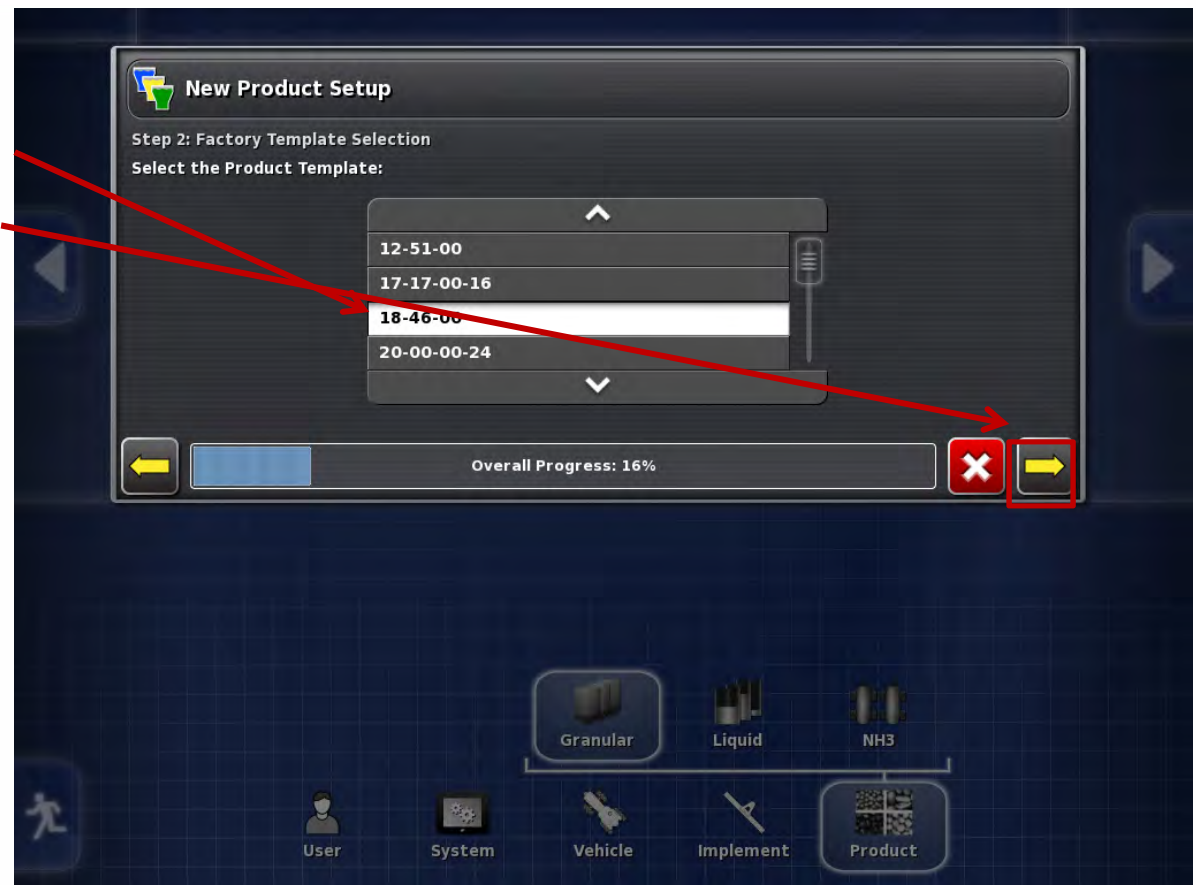 New Product Setup
Step 2: Factory Template Selection
Select the Product Template:
12-51-00
17-17-00-16
18-46-00
20-00-00-24
Overall Progress: 16%
Granular
Liquid
NH3
User
System
Vehicle
Implement
Product